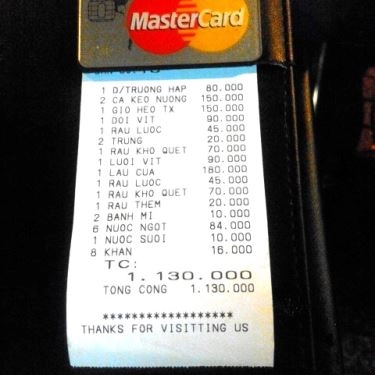 MasterCard
1 D/TRUONG HAP 80.000
2 CA KEO NUONG 150.000
1 GIO HEO TX 150.000
1 DOI VIT 90.000
1 RAU LUOC 45.000
2 TRUNG 20.000
1 RAU KHO QUET 70.000
1 LUOI VIT 90.000
1 LAU CUA 180.000
1 RAU LUOC 45.000
1 RAU KHO QUET 70.000
1 RAU THEM 20.000
2 BANH MI 10.000
6 NUOC NGOT 84.000
1 NUOC SUOI 10.000
8 KHAN 16.000
TC:
1.130.000
TONG CONG 1.130.000
*******************
THANKS FOR VISITTING US